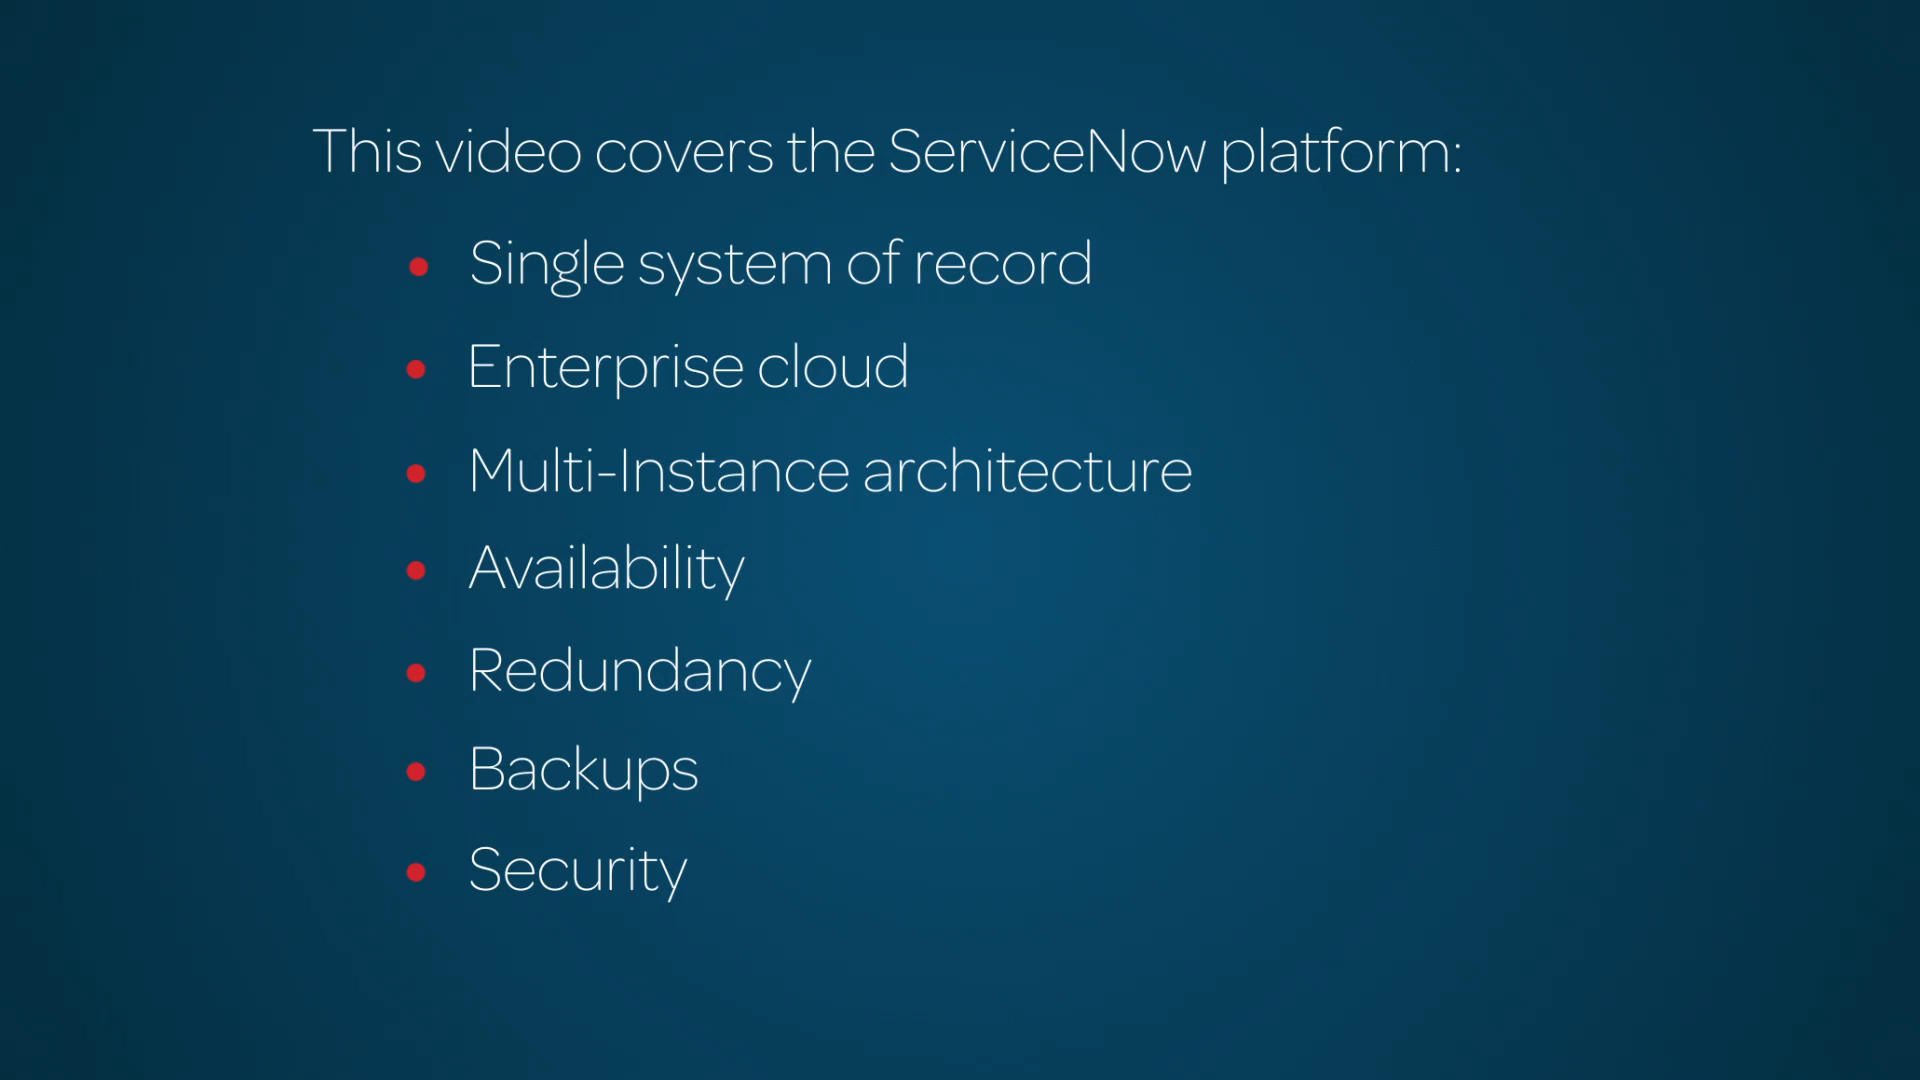 This video covers the ServiceNow platform:
• Single system of record
• Enterprise cloud
• Multi-Instance architecture
• Availability
• Redundancy
• Backups
• Security